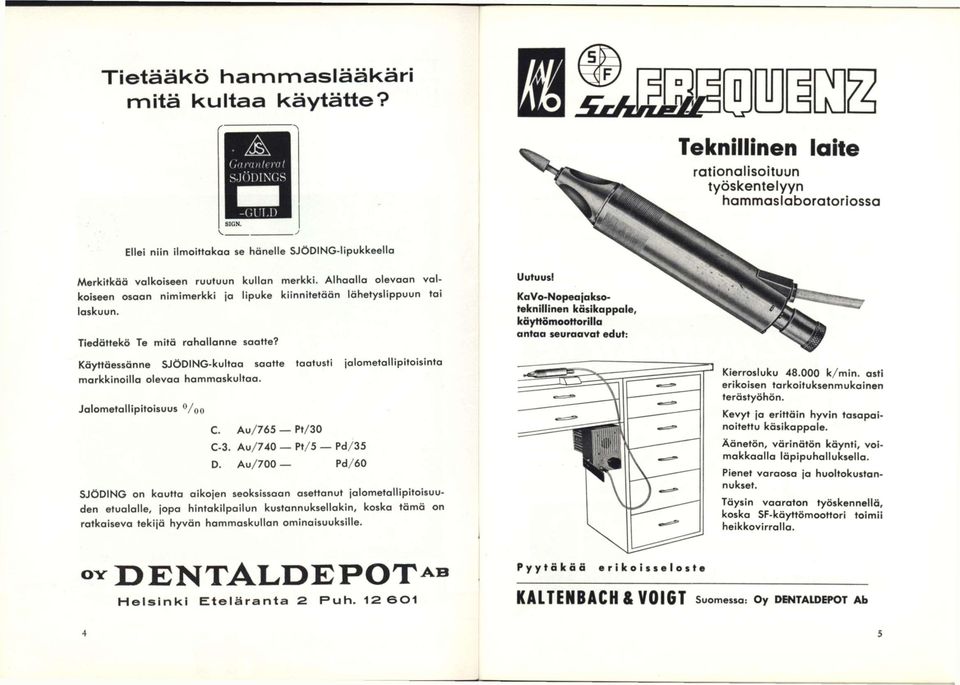 Tietääkö hammaslääkäri
mitä kultaa käytätte?
JS
Garanterat
SJÖDINGS
-GULD
SIGN.
Ellei niin ilmoittakaa se hänelle SJÖDING-lipukkeella
Merkitkää valkoiseen ruutuun kullan merkki. Alhaalla olevaan val-
koiseen osaan nimimerkki ja lipuke kiinnitetään lähetyslippuun tai
laskuun.
Tiedättekö Te mitä rahallanne saatte?
Käyttäessänne SJÖDING-kultaa saatte taatusti jalometallipitoisinta
markkinoilla olevaa hammaskultaa.
Jalometallipitoisuus 0/00
C. Au/765 — Pt/30
C-3. Au/740 — Pt/5 — Pd/35
D. Au/700 — Pd/60
SJÖDING on kautta aikojen seoksissaan asettanut jalometallipitoisuu-
den etualalle, jopa hintakilpailun kustannuksellakin, koska tämä on
ratkaiseva tekijä hyvän hammaskullan ominaisuuksille.
OY DENTALDEPOT AB
Helsinki Eteläranta 2 Puh. 12 601
4
KaVo
SF
Schnell FREQUENZ
Teknillinen laite
rationalisoituun
työskentelyyn
hammaslaboratoriossa
Uutuus!
KaVo-Nopeajakso-
teknillinen käsikappale,
käyttömoottorilla
antaa seuraavat edut:
Kierrosluku 48.000 k/min. asti
erikoisen tarkoituksenmukainen
terästyöhön.
Kevyt ja erittäin hyvin tasapai-
noitettu käsikappale.
Äänetön, värinätön käynti, voi-
makkaalla läpipuhalluksella.
Pienet varaosa ja huoltokustan-
nukset.
Täysin vaaraton työskennellä,
koska SF-käyttömoottori toimii
heikkovirralla.
Pyytäkää erikoisseloste
KALTENBACH & VOIGT Suomessa: Oy DENTALDEPOT Ab
5